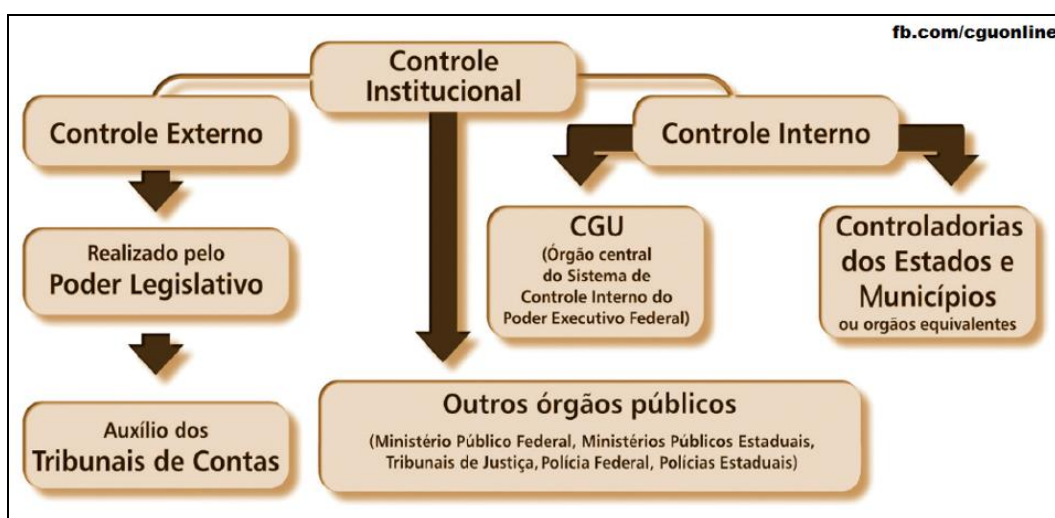 fb.com/cguonline
Controle
Institucional
Controle Externo
Realizado pelo
Poder Legislativo
Auxílio dos
Tribunais de Contas
Outros órgãos públicos
(Ministério Público Federal, Ministérios Públicos Estaduais,
Tribunais de Justiça, Polícia Federal, Polícias Estaduais)
Controle Interno
CGU
(Órgão central
do Sistema de
Controle Interno do
Poder Executivo Federal)
Controladorias
dos Estados e
Municípios
ou orgãos equivalentes